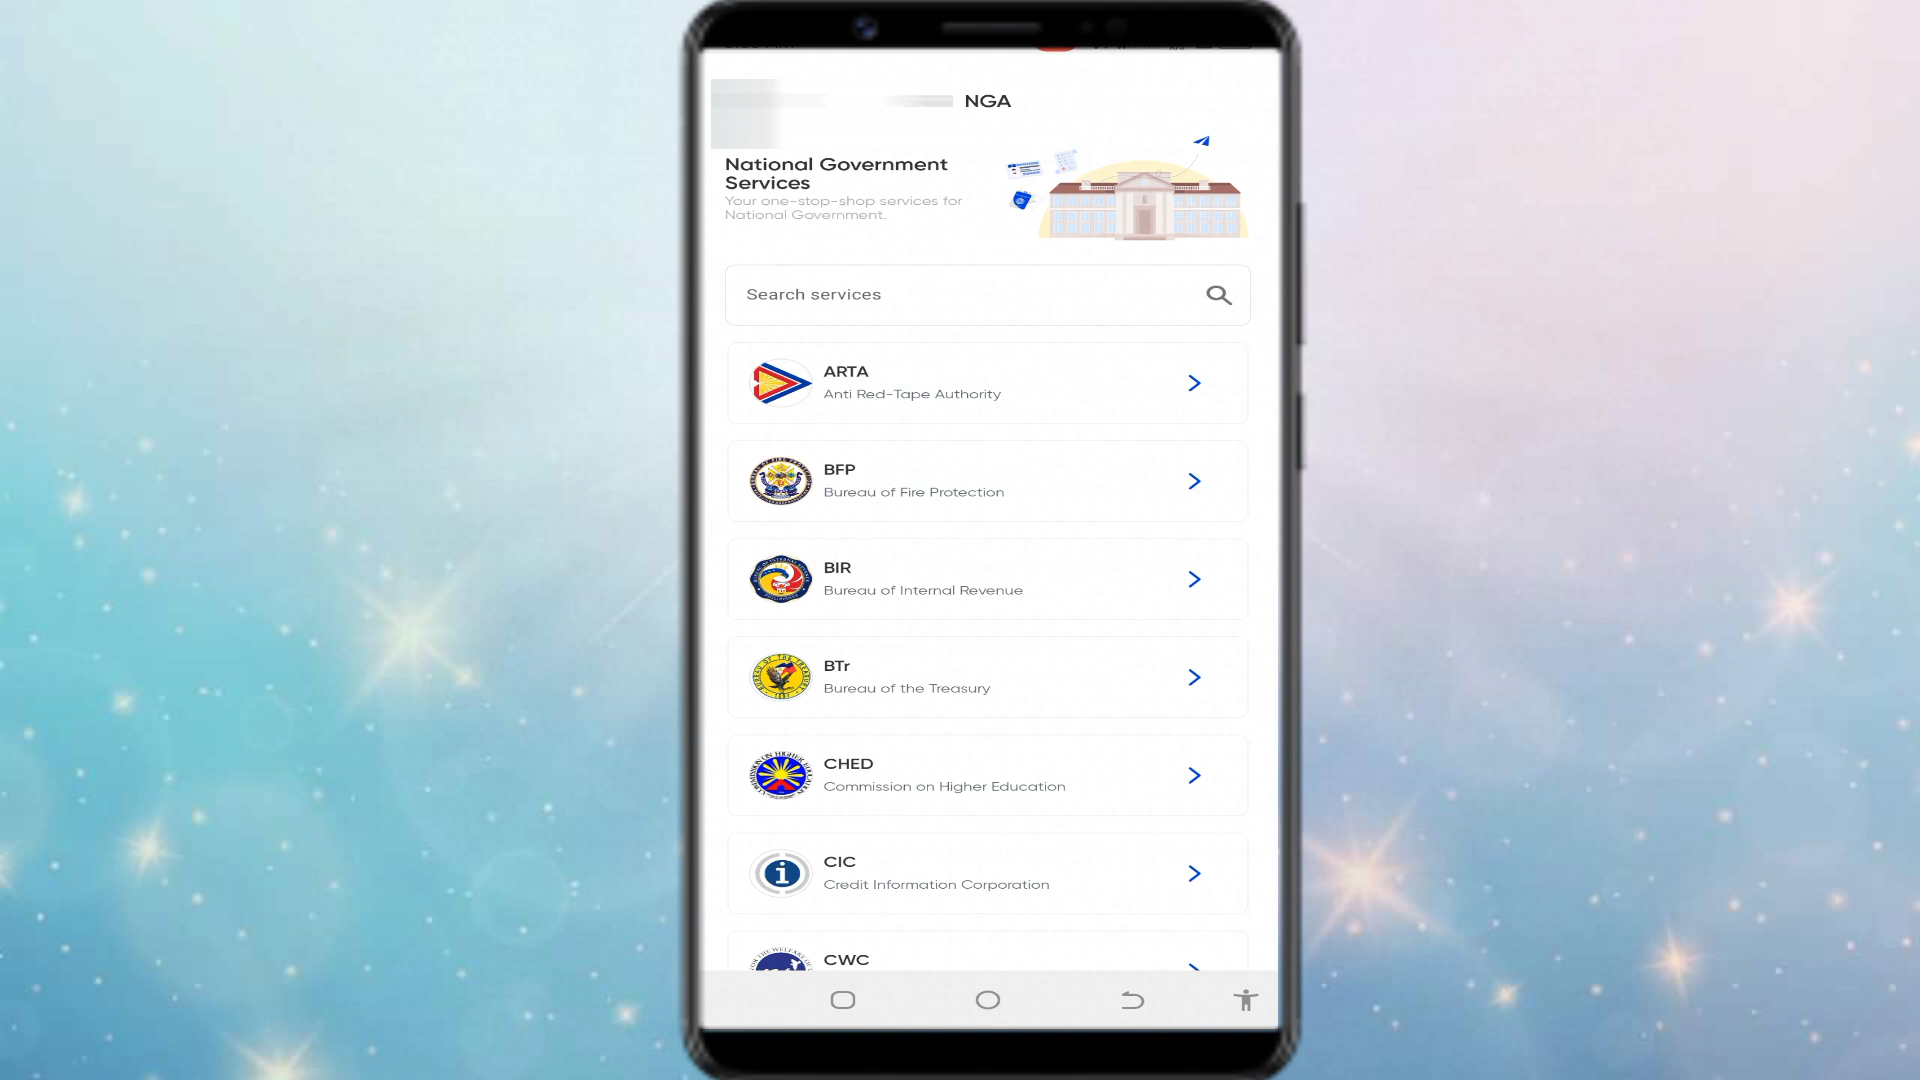 NGA
National Government
Services
Your one-stop-shop services for
National Government.
Search services
ARTA
Anti Red-Tape Authority
BFP
Bureau of Fire Protection
BIR
Bureau of Internal Revenue
BTr
Bureau of the Treasury
CHED
Commission on Higher Education
CIC
Credit Information Corporation
CWC